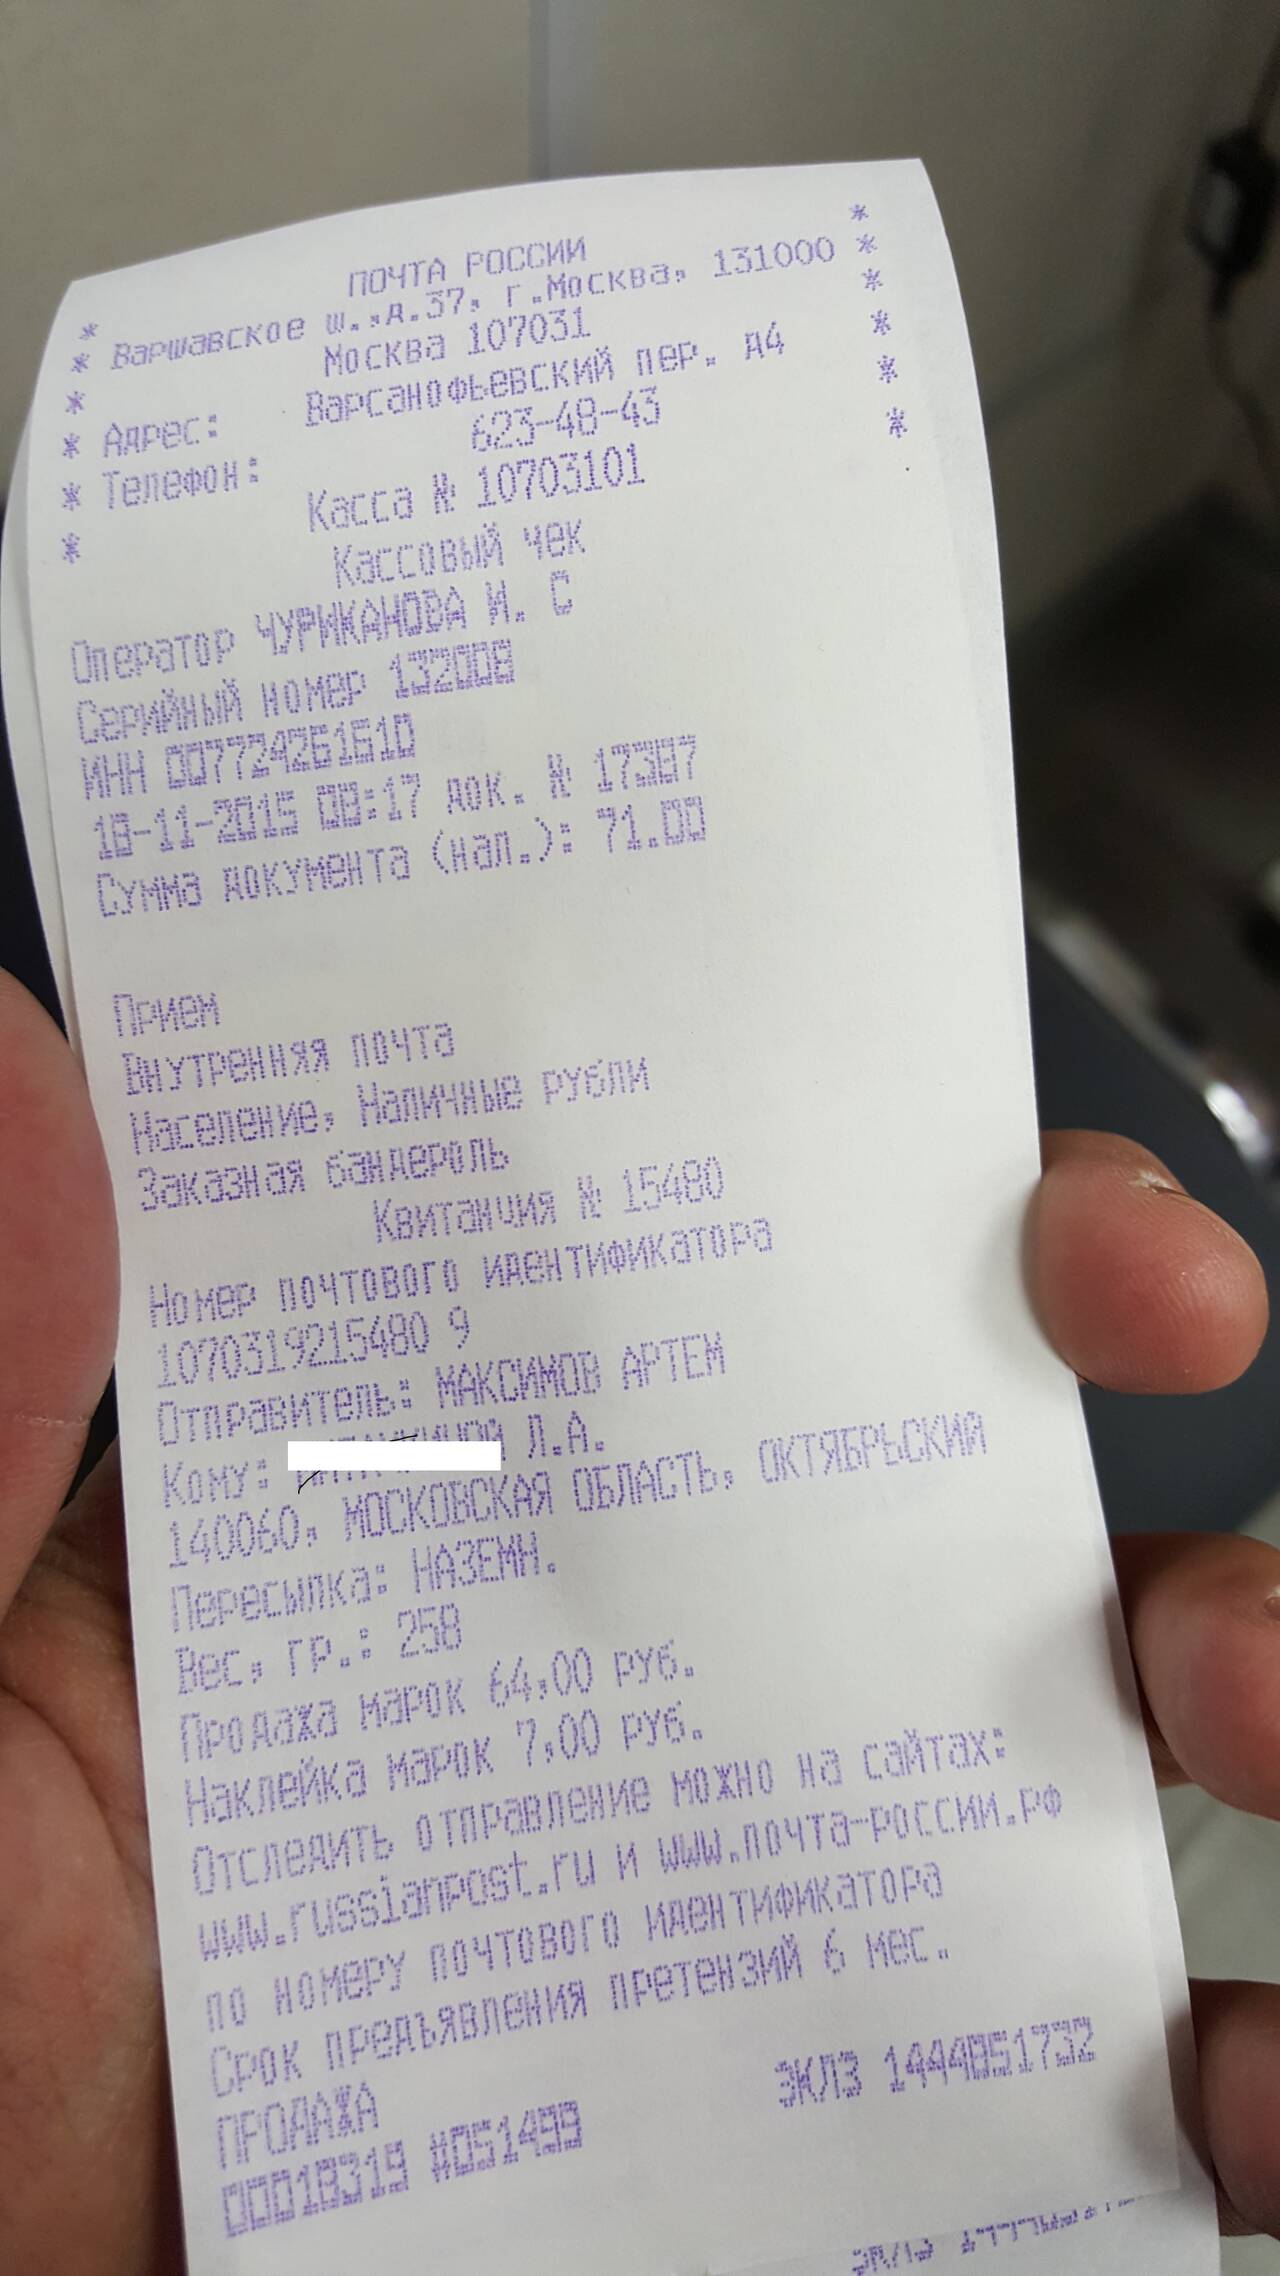 ПОЧТА РОССИИ *
* Варшавское ш.,д.37, г.Москва, 131000 *
* Москва 107031 *
* Адрес: Варсанофьевский пер. д4 *
* Телефон: 623-48-43 *
* Касса № 10703101 *
* Кассовый чек
Оператор ЧУРИКАНОВА И. С
Серийный номер 132008
ИНН 007724261610
18-11-2015 08:17 док. № 17387
Сумма документа (нал.): 71.00
Прием
Внутренняя почта
Население, Наличные рубли
Заказная бандероль
Квитанчия № 15480
Номер почтового идентификатора
1070319215480 9
Отправитель: МАКСИМОВ АРТЕМ
Кому: Л.А.
140060, МОСКОВСКАЯ ОБЛАСТЬ, ОКТЯБРЬСКИЙ
Пересылка: НАЗЕМН.
Вес, гр.: 258
Продажа марок 64,00 руб.
Наклейка марок 7,00 руб.
Отследить отправление можно на сайтах:
www.russianpost.ru и www.почта-россии.рф
по номеру почтового идентификатора
Срок предъявления претензий 6 мес.
ПРОДАЖА ЭКЛЗ 1444851732
00018319 #051499